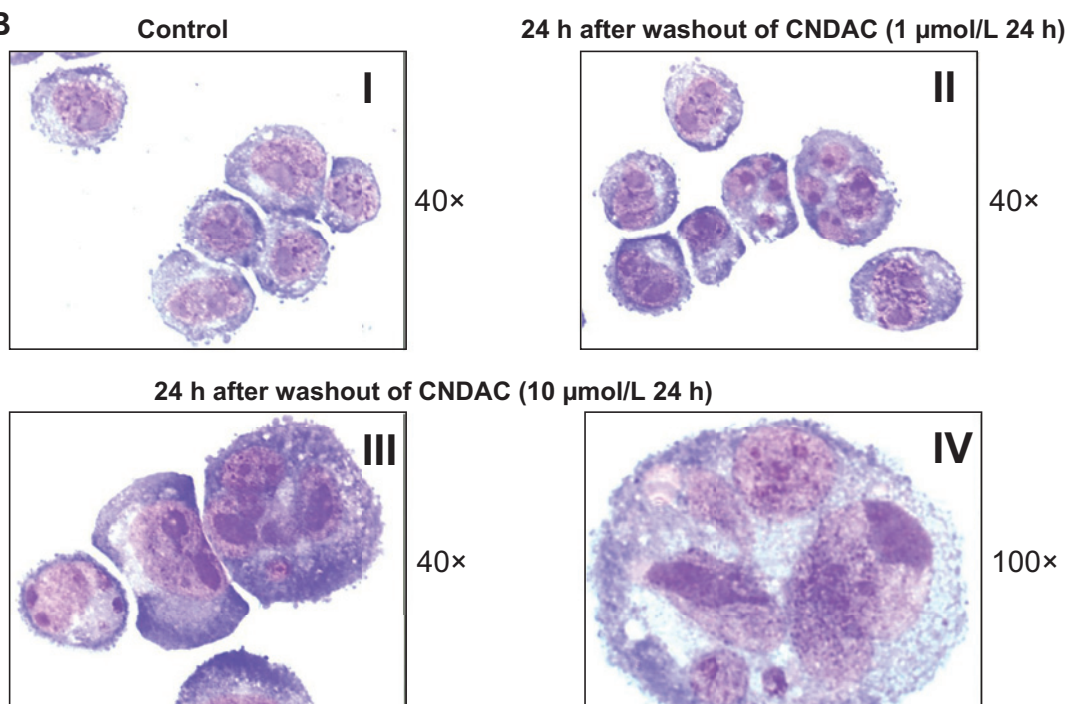 B
Control
24 h after washout of CNDAC (1 μmol/L 24 h)
I
40×
II
40×
24 h after washout of CNDAC (10 μmol/L 24 h)
III
40×
IV
100×